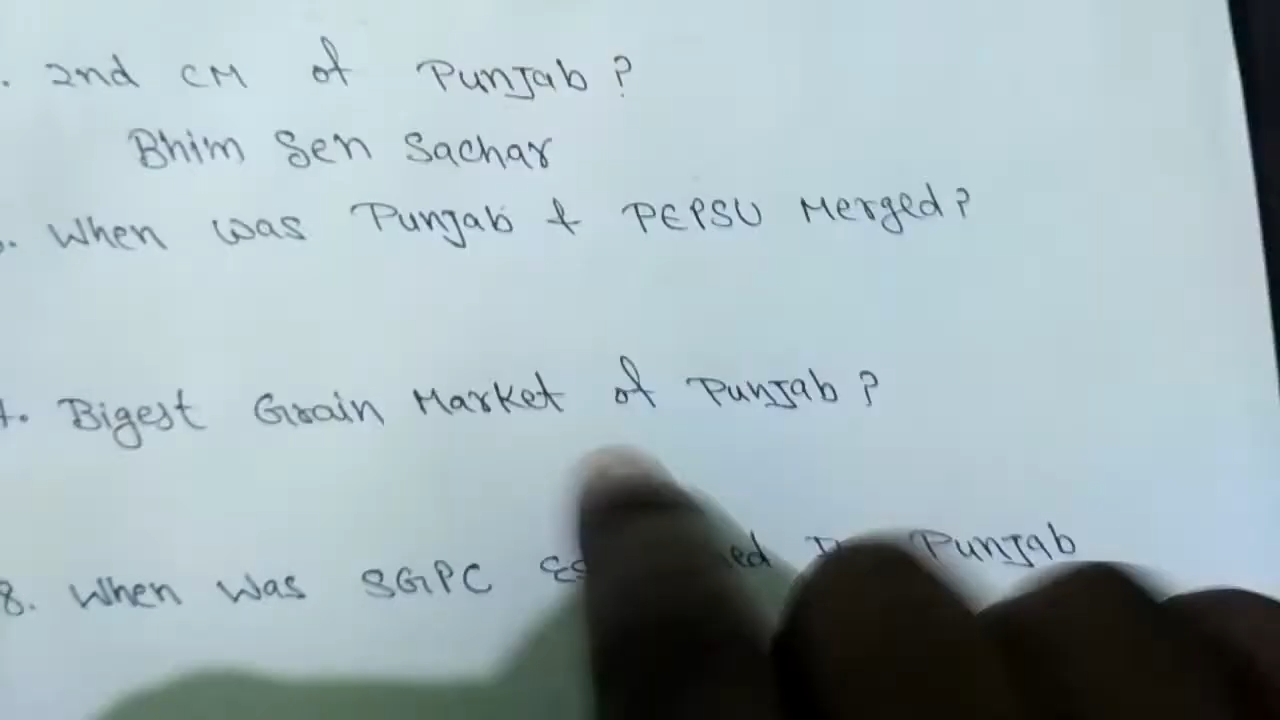 . 2nd CM of Punjab?
Bhim Sen Sachar
. When was Punjab & PEPSU Merged?
7. Bigest Grain Market of Punjab?
8. When was SGPC Punjab